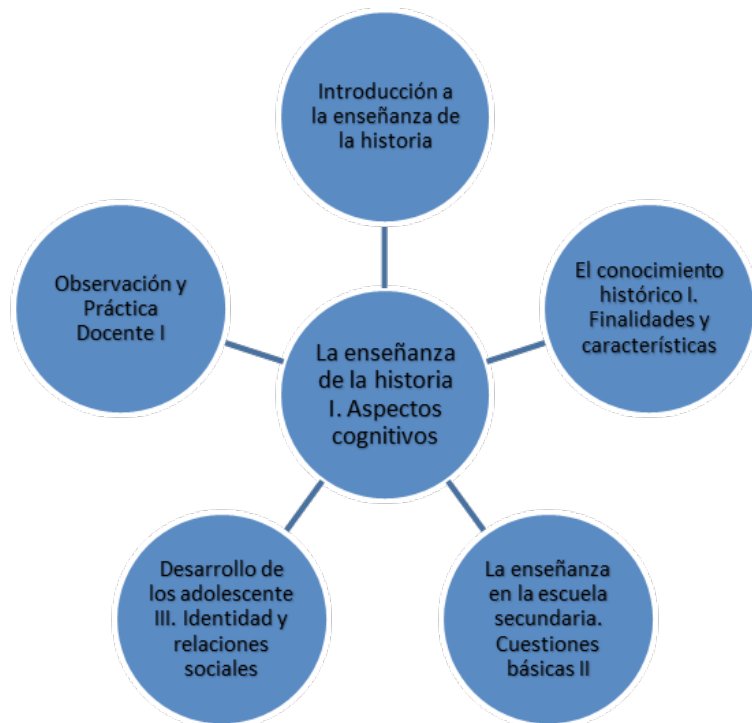 Introducción a
la enseñanza de
la historia
Observación y
Práctica
Docente I
El conocimiento
histórico I.
Finalidades y
características
La enseñanza
de la historia
I. Aspectos
cognitivos
Desarrollo de
los adolescente
III. Identidad y
relaciones
sociales
La enseñanza
en la escuela
secundaria.
Cuestiones
básicas II